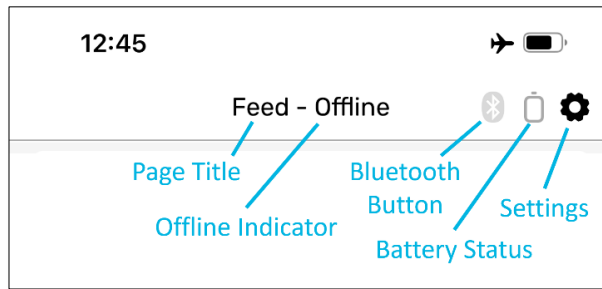 12:45
Feed - Offline
Page Title
Bluetooth
Button
Settings
Offline Indicator
Battery Status